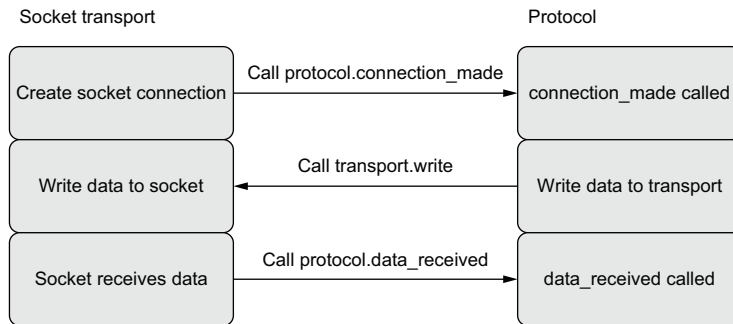 Socket transport
Protocol
Create socket connection
Call protocol.connection_made
connection_made called
Write data to socket
Call transport.write
Write data to transport
Socket receives data
Call protocol.data_received
data_received called